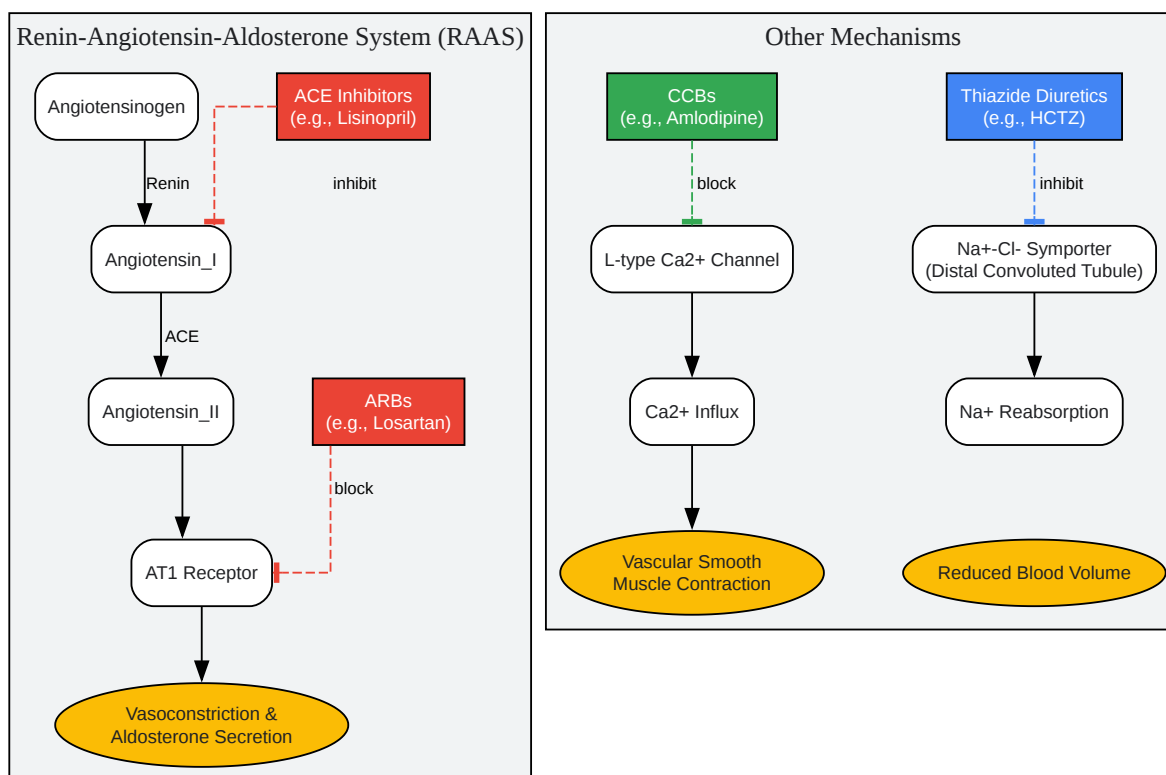 Renin-Angiotensin-Aldosterone System (RAAS)
Angiotensinogen
ACE Inhibitors
(e.g., Lisinopril)
Renin
inhibit
Angiotensin_I
ACE
Angiotensin_II
ARBs
(e.g., Losartan)
block
AT1 Receptor
Vasoconstriction &
Aldosterone Secretion
Other Mechanisms
CCBs
(e.g., Amlodipine)
block
L-type Ca2+ Channel
Ca2+ Influx
Vascular Smooth
Muscle Contraction
Thiazide Diuretics
(e.g., HCTZ)
inhibit
Na+-Cl- Symporter
(Distal Convoluted Tubule)
Na+ Reabsorption
Reduced Blood Volume